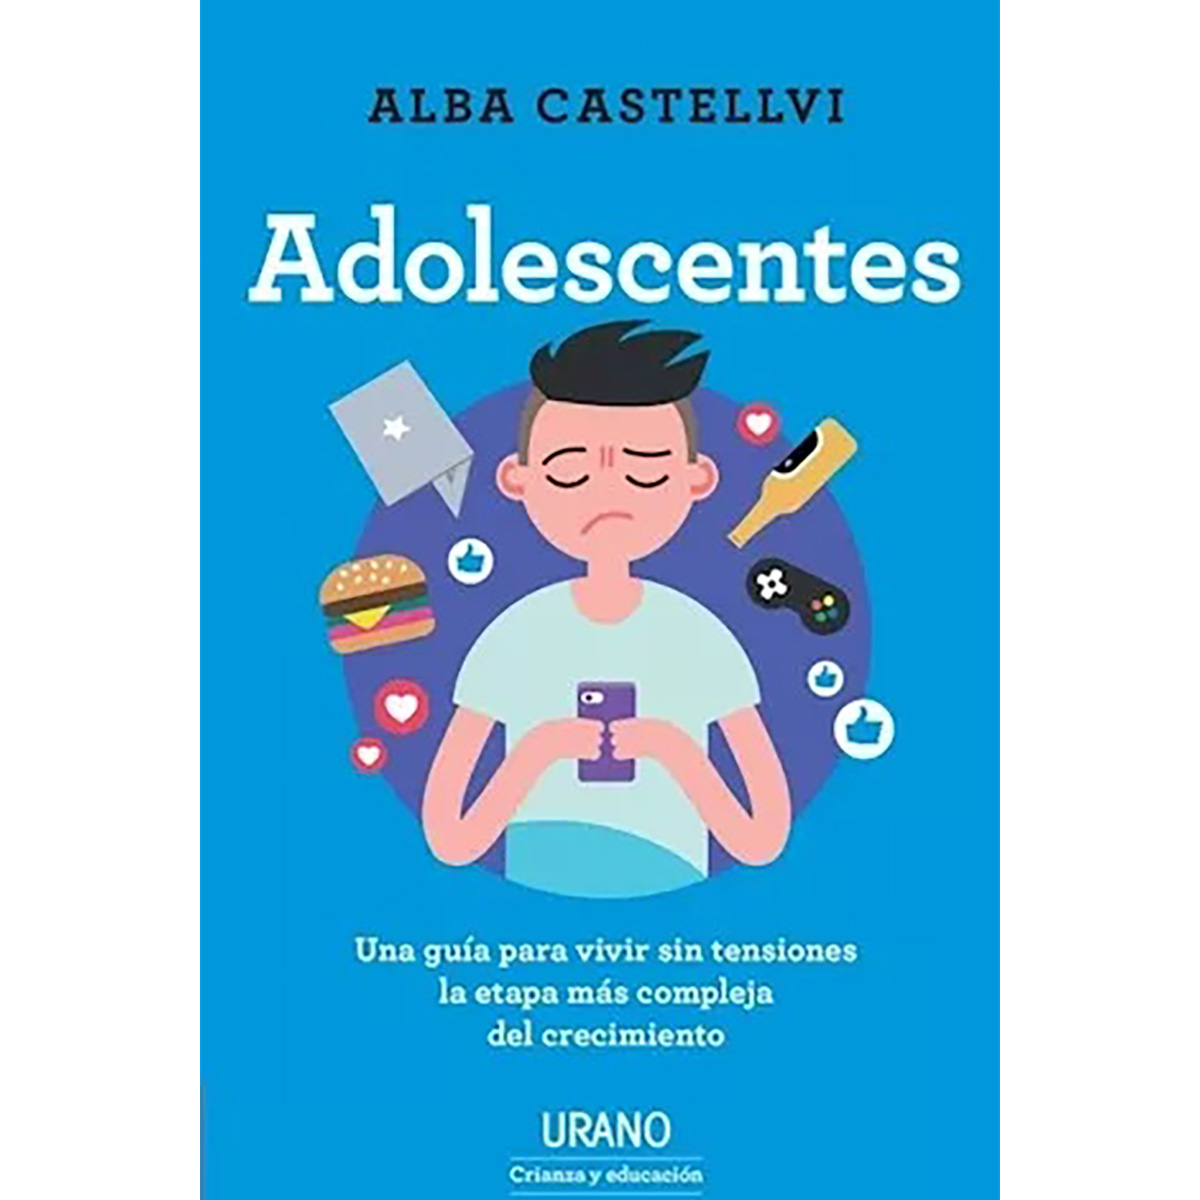 ALBA CASTELLVI
Adolescentes
Una guía para vivir sin tensiones
la etapa más compleja
del crecimiento
URANO
Crianza y educación